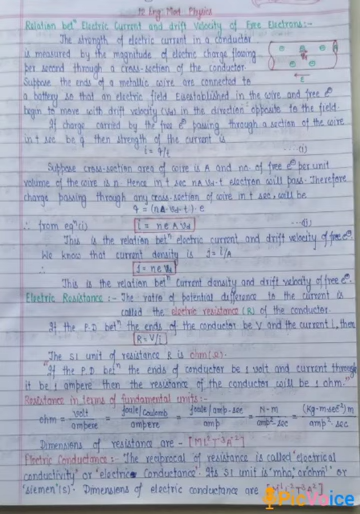 Relation betⁿ Electric Current and drift Velocity of Free Electrons:-
The strength of electric current in a conductor
is measured by the magnitude of electric charge flowing
per second through a cross-section of the conductor.
Suppose the ends of a metallic wire are connected to
a battery so that an electric field E established in the wire and free e⁻
begin to move with drift velocity (Vd) in the direction opposite to the field.
If charge carried by the free e⁻ passing through a section of the wire
in t sec be q then strength of the current is
i = q/t (i)
Suppose cross-section area of wire is A and no. of free e⁻ per unit
volume of the wire is n. Hence in t sec nA Vd·t electron will pass. Therefore
charge passing through any cross-section of wire in t sec, will be
q = (nA·Vd·t)·e
∴ from eqⁿ(i) i = neAVd (ii)
This is the relation betⁿ electric current and drift velocity of free e⁻.
We know that current density is j = i/A
∴ j = neVd
This is the relation betⁿ Current density and drift velocity of free e⁻.
Electric Resistance :- The ratio of potential difference to the current is
called the electric resistance (R) of the conductor.
If the P.D betⁿ the ends of the conductor be V and the current i, then
R = V/i
The SI unit of resistance R is ohm(Ω).
"If the P.D betⁿ the ends of conductor be 1 volt and current through
it be 1 ampere then the resistance of the conductor will be 1 ohm."
Resistance in terms of fundamental units:-
ohm = volt/ampere = joule/coulomb/ampere = joule/amp-sec/amp = N-m/amp²-sec = (kg-m-sec⁻²)m/amp²-sec
Dimensions of resistance are - [ML²T⁻³A⁻²]
Electric Conductance:- The reciprocal of resistance is called 'electrical
conductivity' or 'electric Conductance'. Its SI unit is 'mho', or 'ohm⁻¹' or
'siemen'(S). Dimensions of electric conductance are
PicVoice